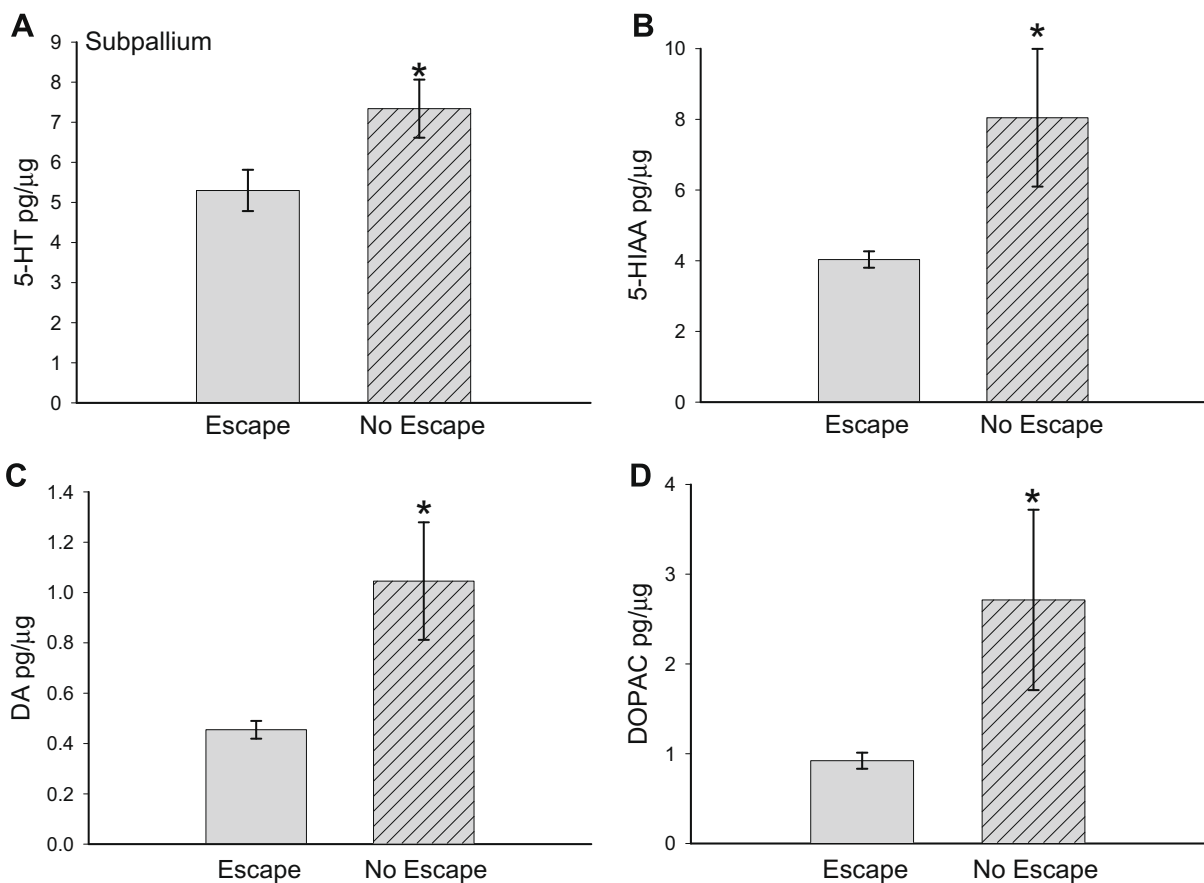 A
Subpallium
5-HT pg/μg
9
8
7
6
5
4
3
2
1
0
*
Escape
No Escape
B
5-HIAA pg/μg
10
8
6
4
2
0
*
Escape
No Escape
C
DA pg/μg
1.4
1.2
1.0
0.8
0.6
0.4
0.2
0.0
*
Escape
No Escape
D
DOPAC pg/μg
4
3
2
1
0
*
Escape
No Escape